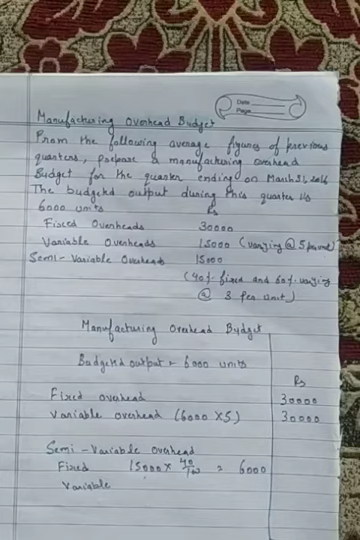 Date
Page
Manufacturing Overhead Budget
From the following average figures of previous
quarters, prepare a manufacturing overhead
Budget for the quarter ending on March 31, 2016
The budgeted output during this quarter is
6000 units Rs
Fixed Overheads 30000
Variable Overheads 15000 (varying @ 5 per unit)
Semi-Variable Overheads 15000
(40% fixed and 60% varying
@ 3 per unit)
Manufacturing Overhead Budget
Budgeted output = 6000 units
Rs
Fixed overhead 30000
Variable overhead (6000 x 5) 30000
Semi-Variable overhead
Fixed 15000 x 40/100 = 6000
Variable